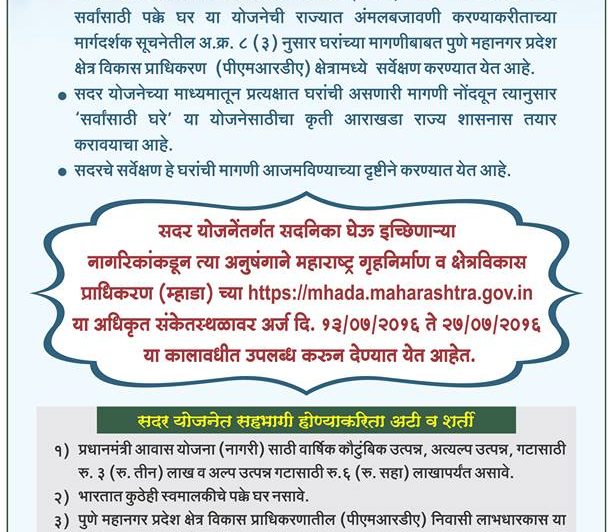 सर्वांसाठी पक्के घर या योजनेची राज्यात अंमलबजावणी करण्याकरीताच्या
मार्गदर्शक सूचनेतील अ.क्र. ८ (३) नुसार घरांच्या मागणीबाबत पुणे महानगर प्रदेश
क्षेत्र विकास प्राधिकरण (पीएमआरडीए) क्षेत्रामध्ये सर्वेक्षण करण्यात येत आहे.
● सदर योजनेच्या माध्यमातून प्रत्यक्षात घरांची असणारी मागणी नोंदवून त्यानुसार
‘सर्वांसाठी घरे’ या योजनेसाठीचा कृती आराखडा राज्य शासनास तयार
करावयाचा आहे.
● सदरचे सर्वेक्षण हे घरांची मागणी आजमविण्याच्या दृष्टीने करण्यात येत आहे.
सदर योजनेंतर्गत सदनिका घेऊ इच्छिणाऱ्या
नागरिकांकडून त्या अनुषंगाने महाराष्ट्र गृहनिर्माण व क्षेत्रविकास
प्राधिकरण (म्हाडा) च्या https://mhada.maharashtra.gov.in
या अधिकृत संकेतस्थळावर अर्ज दि. १३/०७/२०१६ ते २७/०७/२०१६
या कालावधीत उपलब्ध करुन देण्यात येत आहेत.
सदर योजनेत सहभागी होण्याकरिता अटी व शर्ती
१) प्रधानमंत्री आवास योजना (नागरी) साठी वार्षिक कौटुंबिक उत्पन्न, अत्यल्प उत्पन्न, गटासाठी
रु. ३ (रु. तीन) लाख व अल्प उत्पन्न गटासाठी रु.६ (रु. सहा) लाखापर्यंत असावे.
२) भारतात कुठेही स्वमालकीचे पक्के घर नसावे.
३) पुणे महानगर प्रदेश क्षेत्र विकास प्राधिकरणातील (पीएमआरडीए) निवासी लाभधारकास या